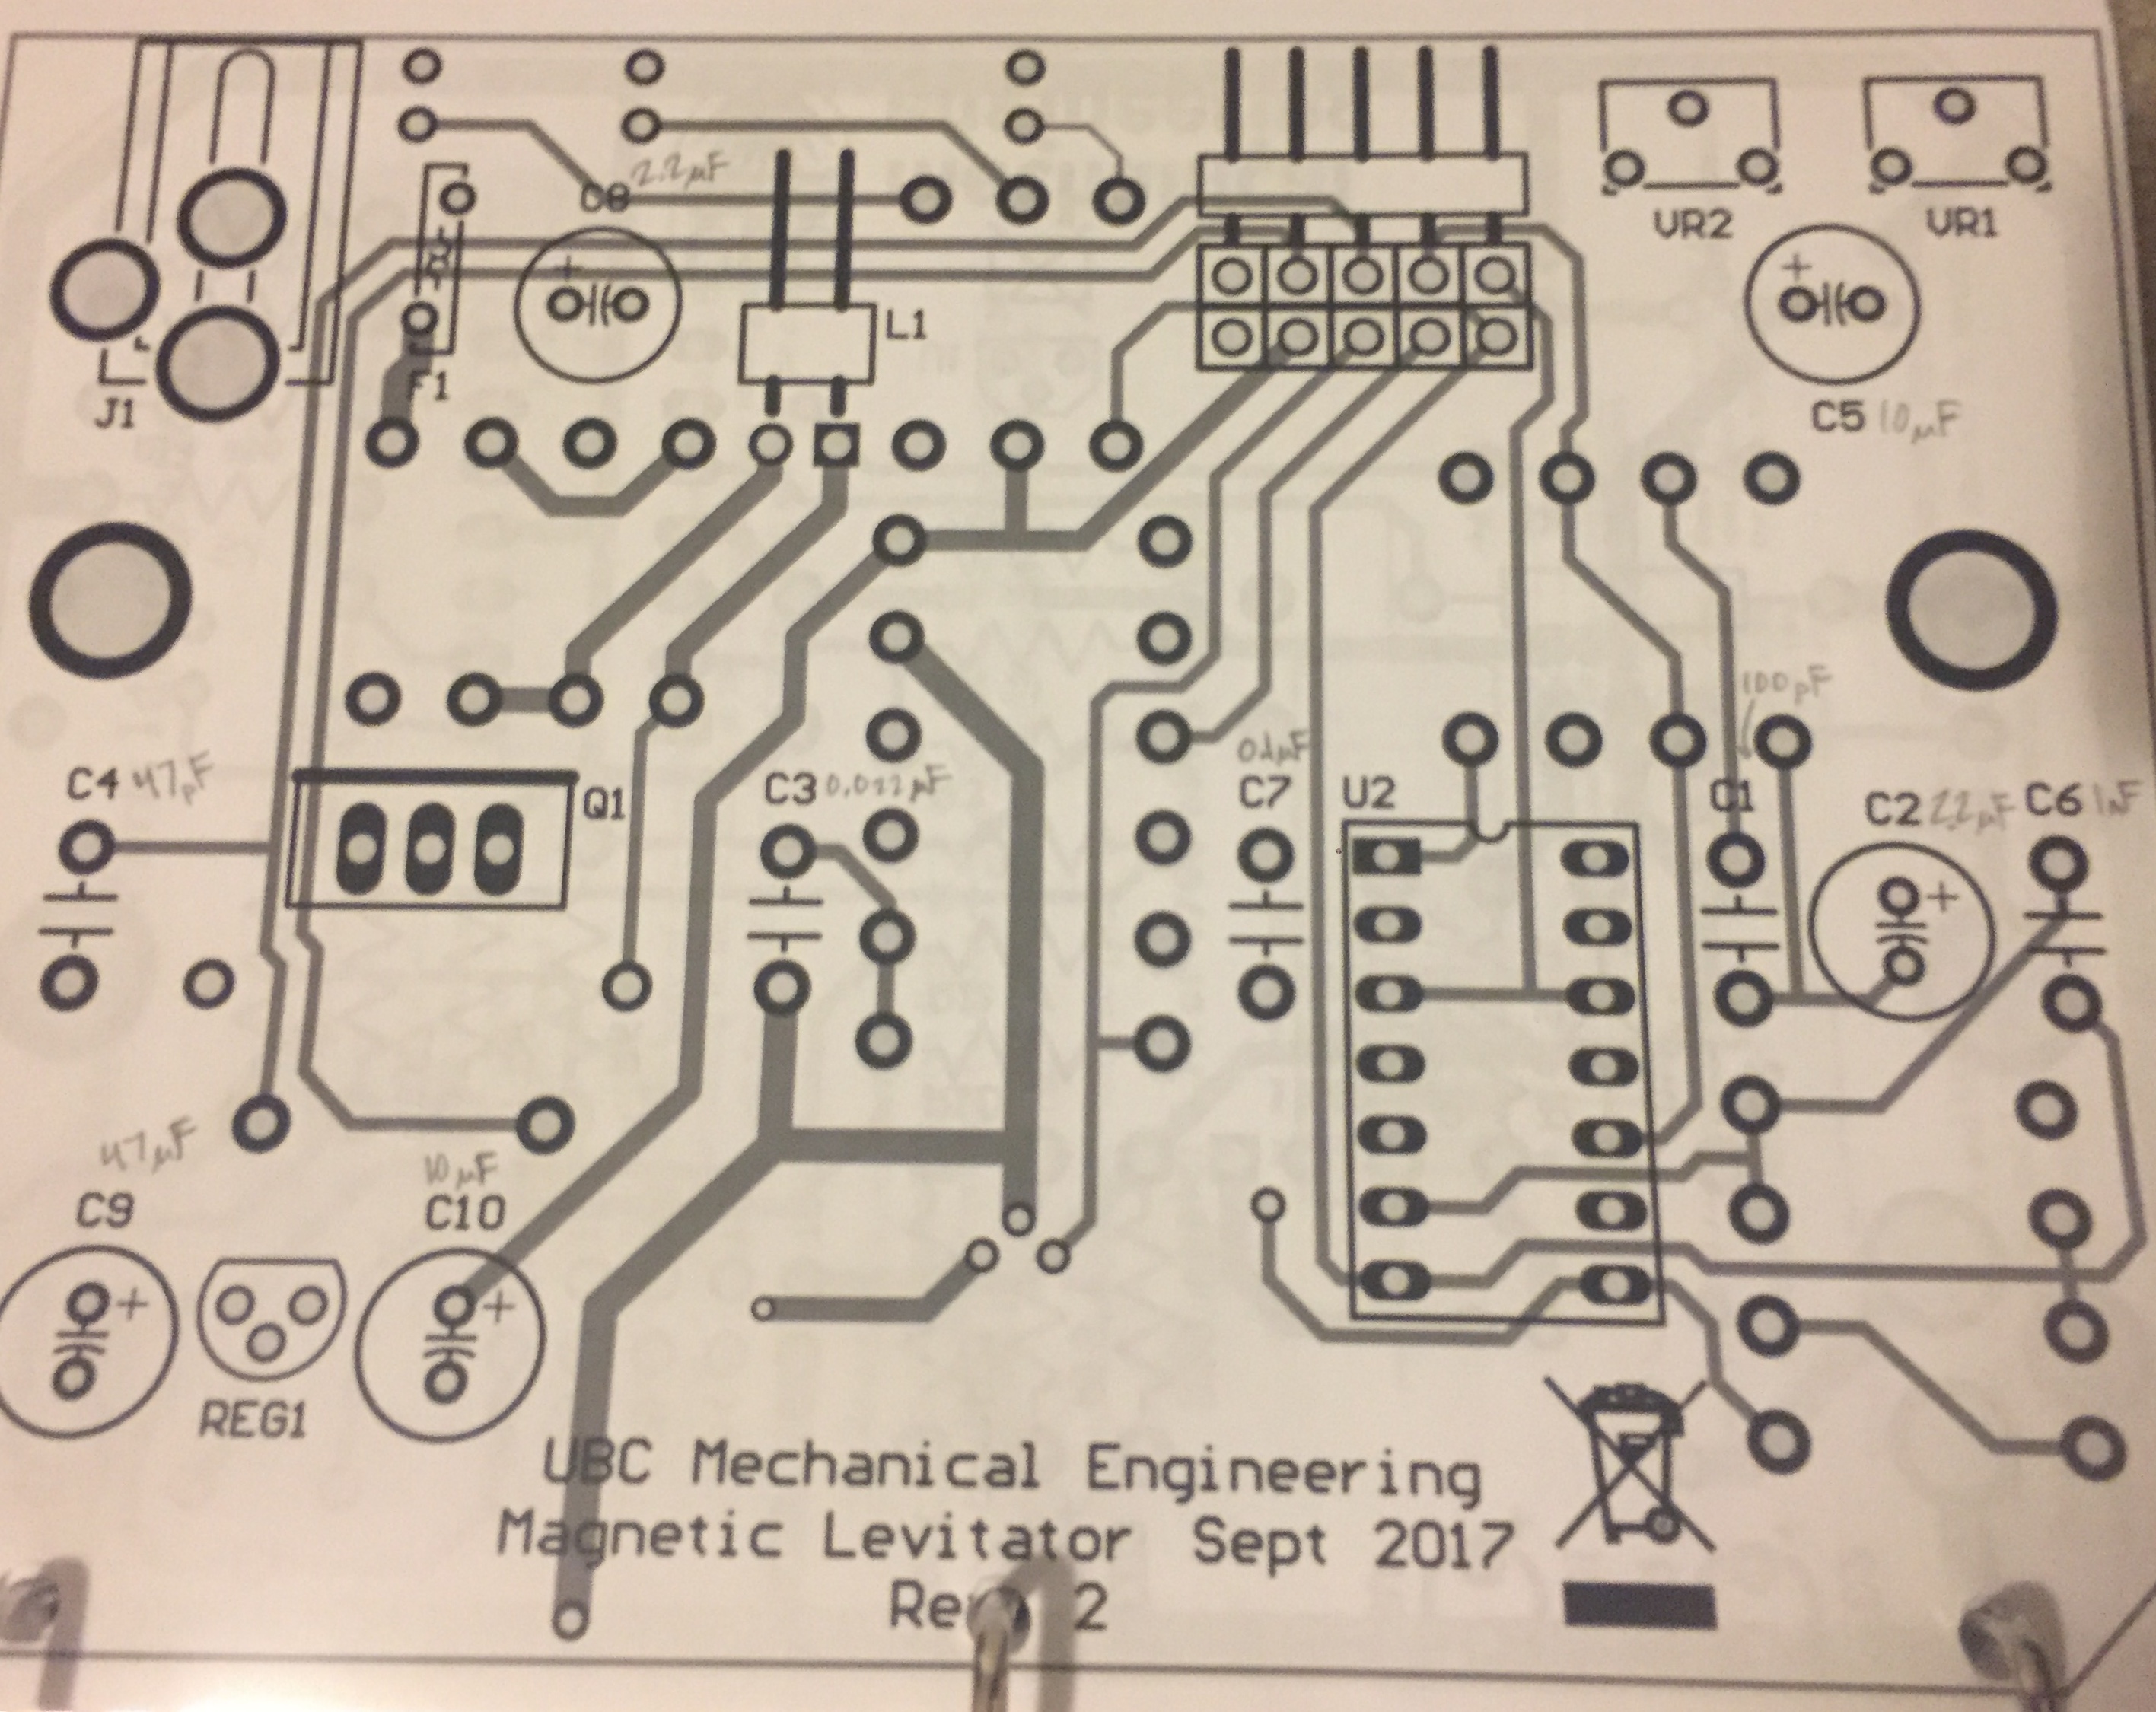 C8 2.2µF
VR2
VR1
L1
F1
J1
C5 10µF
100pF
C4 47pF
Q1
C3 0.022µF
0.1µF
C7
U2
C1
C2 2.2µF
C6 1nF
47µF
C9
10µF
C10
REG1
UBC Mechanical Engineering
Magnetic Levitator Sept 2017
2